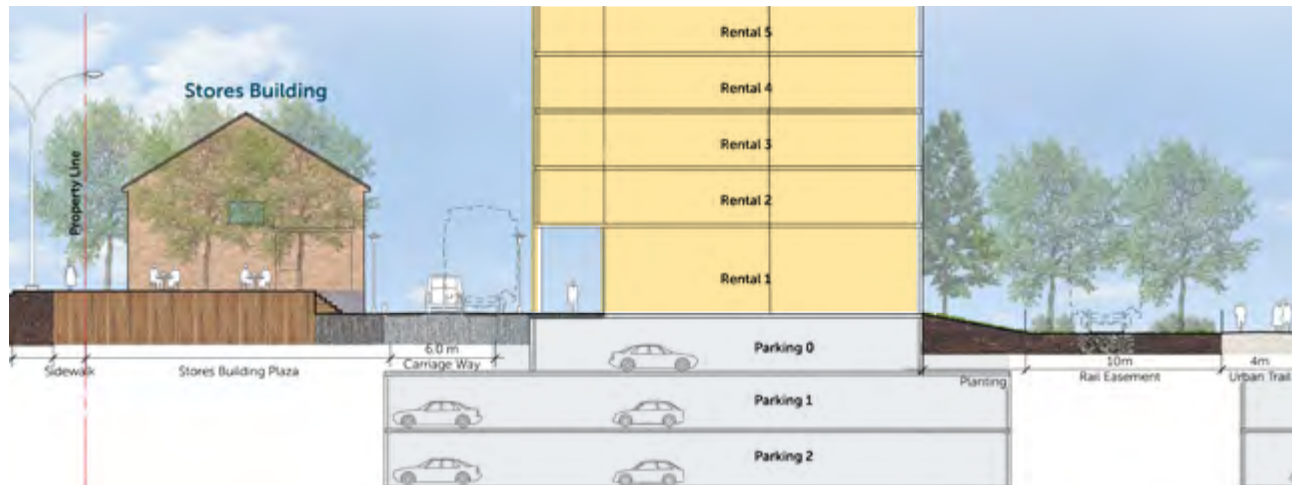 Rental 5
Rental 4
Stores Building
Rental 3
Property Line
Rental 2
Rental 1
Parking 0
6.0 m
10m
4m
Sidewalk
Stores Building Plaza
Carriage Way
Planting
Rail Easement
Urban Trail
Parking 1
Parking 2